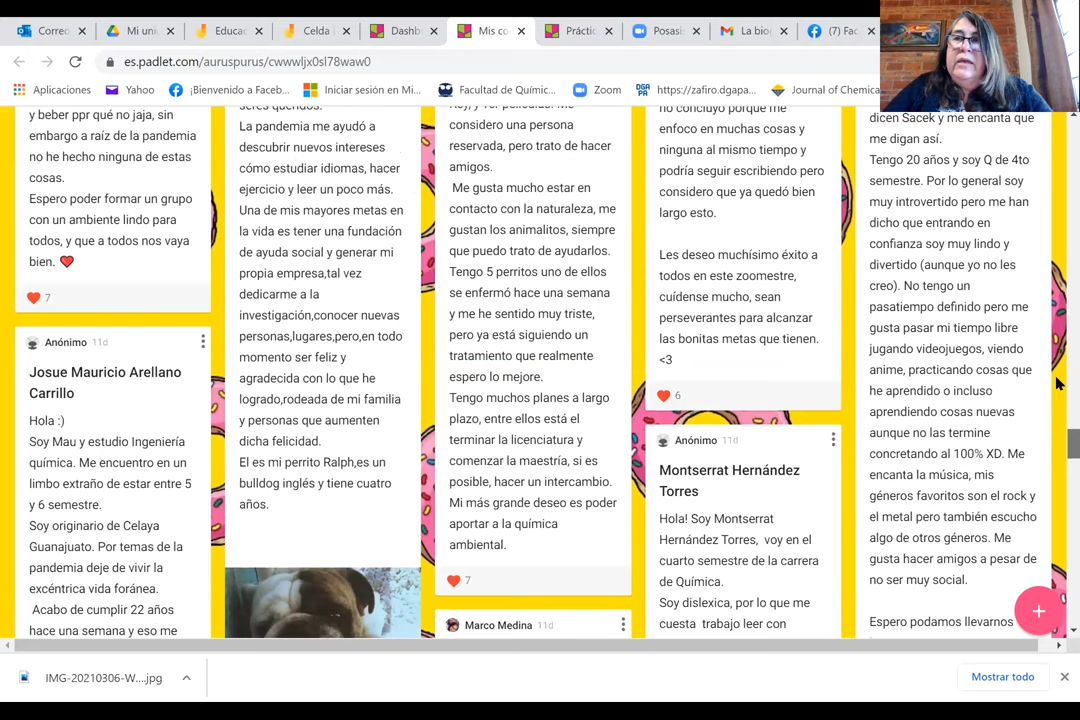 Correo
Mi uni
Educa
Celda
Dashb
Mis co
Práctic
Posasi
La bio
(7) Fac
es.padlet.com/auruspurus/cwwwljx0sl78waw0
Aplicaciones
Yahoo
¡Bienvenido a Faceb...
Iniciar sesión en Mi...
Facultad de Químic...
Zoom
DGA
PA
https://zafiro.dgapa...
Journal of Chemica
y beber ppr qué no jaja, sin
embargo a raíz de la pandemia
no he hecho ninguna de estas
cosas.
Espero poder formar un grupo
con un ambiente lindo para
todos, y que a todos nos vaya
bien. ❤
7
Anónimo 11d
Josue Mauricio Arellano
Carrillo
Hola :)
Soy Mau y estudio Ingeniería
química. Me encuentro en un
limbo extraño de estar entre 5
y 6 semestre.
Soy originario de Celaya
Guanajuato. Por temas de la
pandemia deje de vivir la
excéntrica vida foránea.
Acabo de cumplir 22 años
hace una semana y eso me
seres queridos.
La pandemia me ayudó a
descubrir nuevos intereses
cómo estudiar idiomas, hacer
ejercicio y leer un poco más.
Una de mis mayores metas en
la vida es tener una fundación
de ayuda social y generar mi
propia empresa,tal vez
dedicarme a la
investigación,conocer nuevas
personas,lugares,pero,en todo
momento ser feliz y
agradecida con lo que he
logrado,rodeada de mi familia
y personas que aumenten
dicha felicidad.
El es mi perrito Ralph,es un
bulldog inglés y tiene cuatro
años.
y ver películas. Me
considero una persona
reservada, pero trato de hacer
amigos.
Me gusta mucho estar en
contacto con la naturaleza, me
gustan los animalitos, siempre
que puedo trato de ayudarlos.
Tengo 5 perritos uno de ellos
se enfermó hace una semana
y me he sentido muy triste,
pero ya está siguiendo un
tratamiento que realmente
espero lo mejore.
Tengo muchos planes a largo
plazo, entre ellos está el
terminar la licenciatura y
comenzar la maestría, si es
posible, hacer un intercambio.
Mi más grande deseo es poder
aportar a la química
ambiental.
7
Marco Medina 11d
no concluyo porque me
enfoco en muchas cosas y
ninguna al mismo tiempo y
podría seguir escribiendo pero
considero que ya quedó bien
largo esto.
Les deseo muchísimo éxito a
todos en este zoomestre,
cuídense mucho, sean
perseverantes para alcanzar
las bonitas metas que tienen.
<3
6
Anónimo 11d
Montserrat Hernández
Torres
Hola! Soy Montserrat
Hernández Torres, voy en el
cuarto semestre de la carrera
de Química.
Soy dislexica, por lo que me
cuesta trabajo leer con
dicen Sacek y me encanta que
me digan así.
Tengo 20 años y soy Q de 4to
semestre. Por lo general soy
muy introvertido pero me han
dicho que entrando en
confianza soy muy lindo y
divertido (aunque yo no les
creo). No tengo un
pasatiempo definido pero me
gusta pasar mi tiempo libre
jugando videojuegos, viendo
anime, practicando cosas que
he aprendido o incluso
aprendiendo cosas nuevas
aunque no las termine
concretando al 100% XD. Me
encanta la música, mis
géneros favoritos son el rock y
el metal pero también escucho
algo de otros géneros. Me
gusta hacer amigos a pesar de
no ser muy social.
Espero podamos llevarnos
IMG-20210306-W....jpg
Mostrar todo